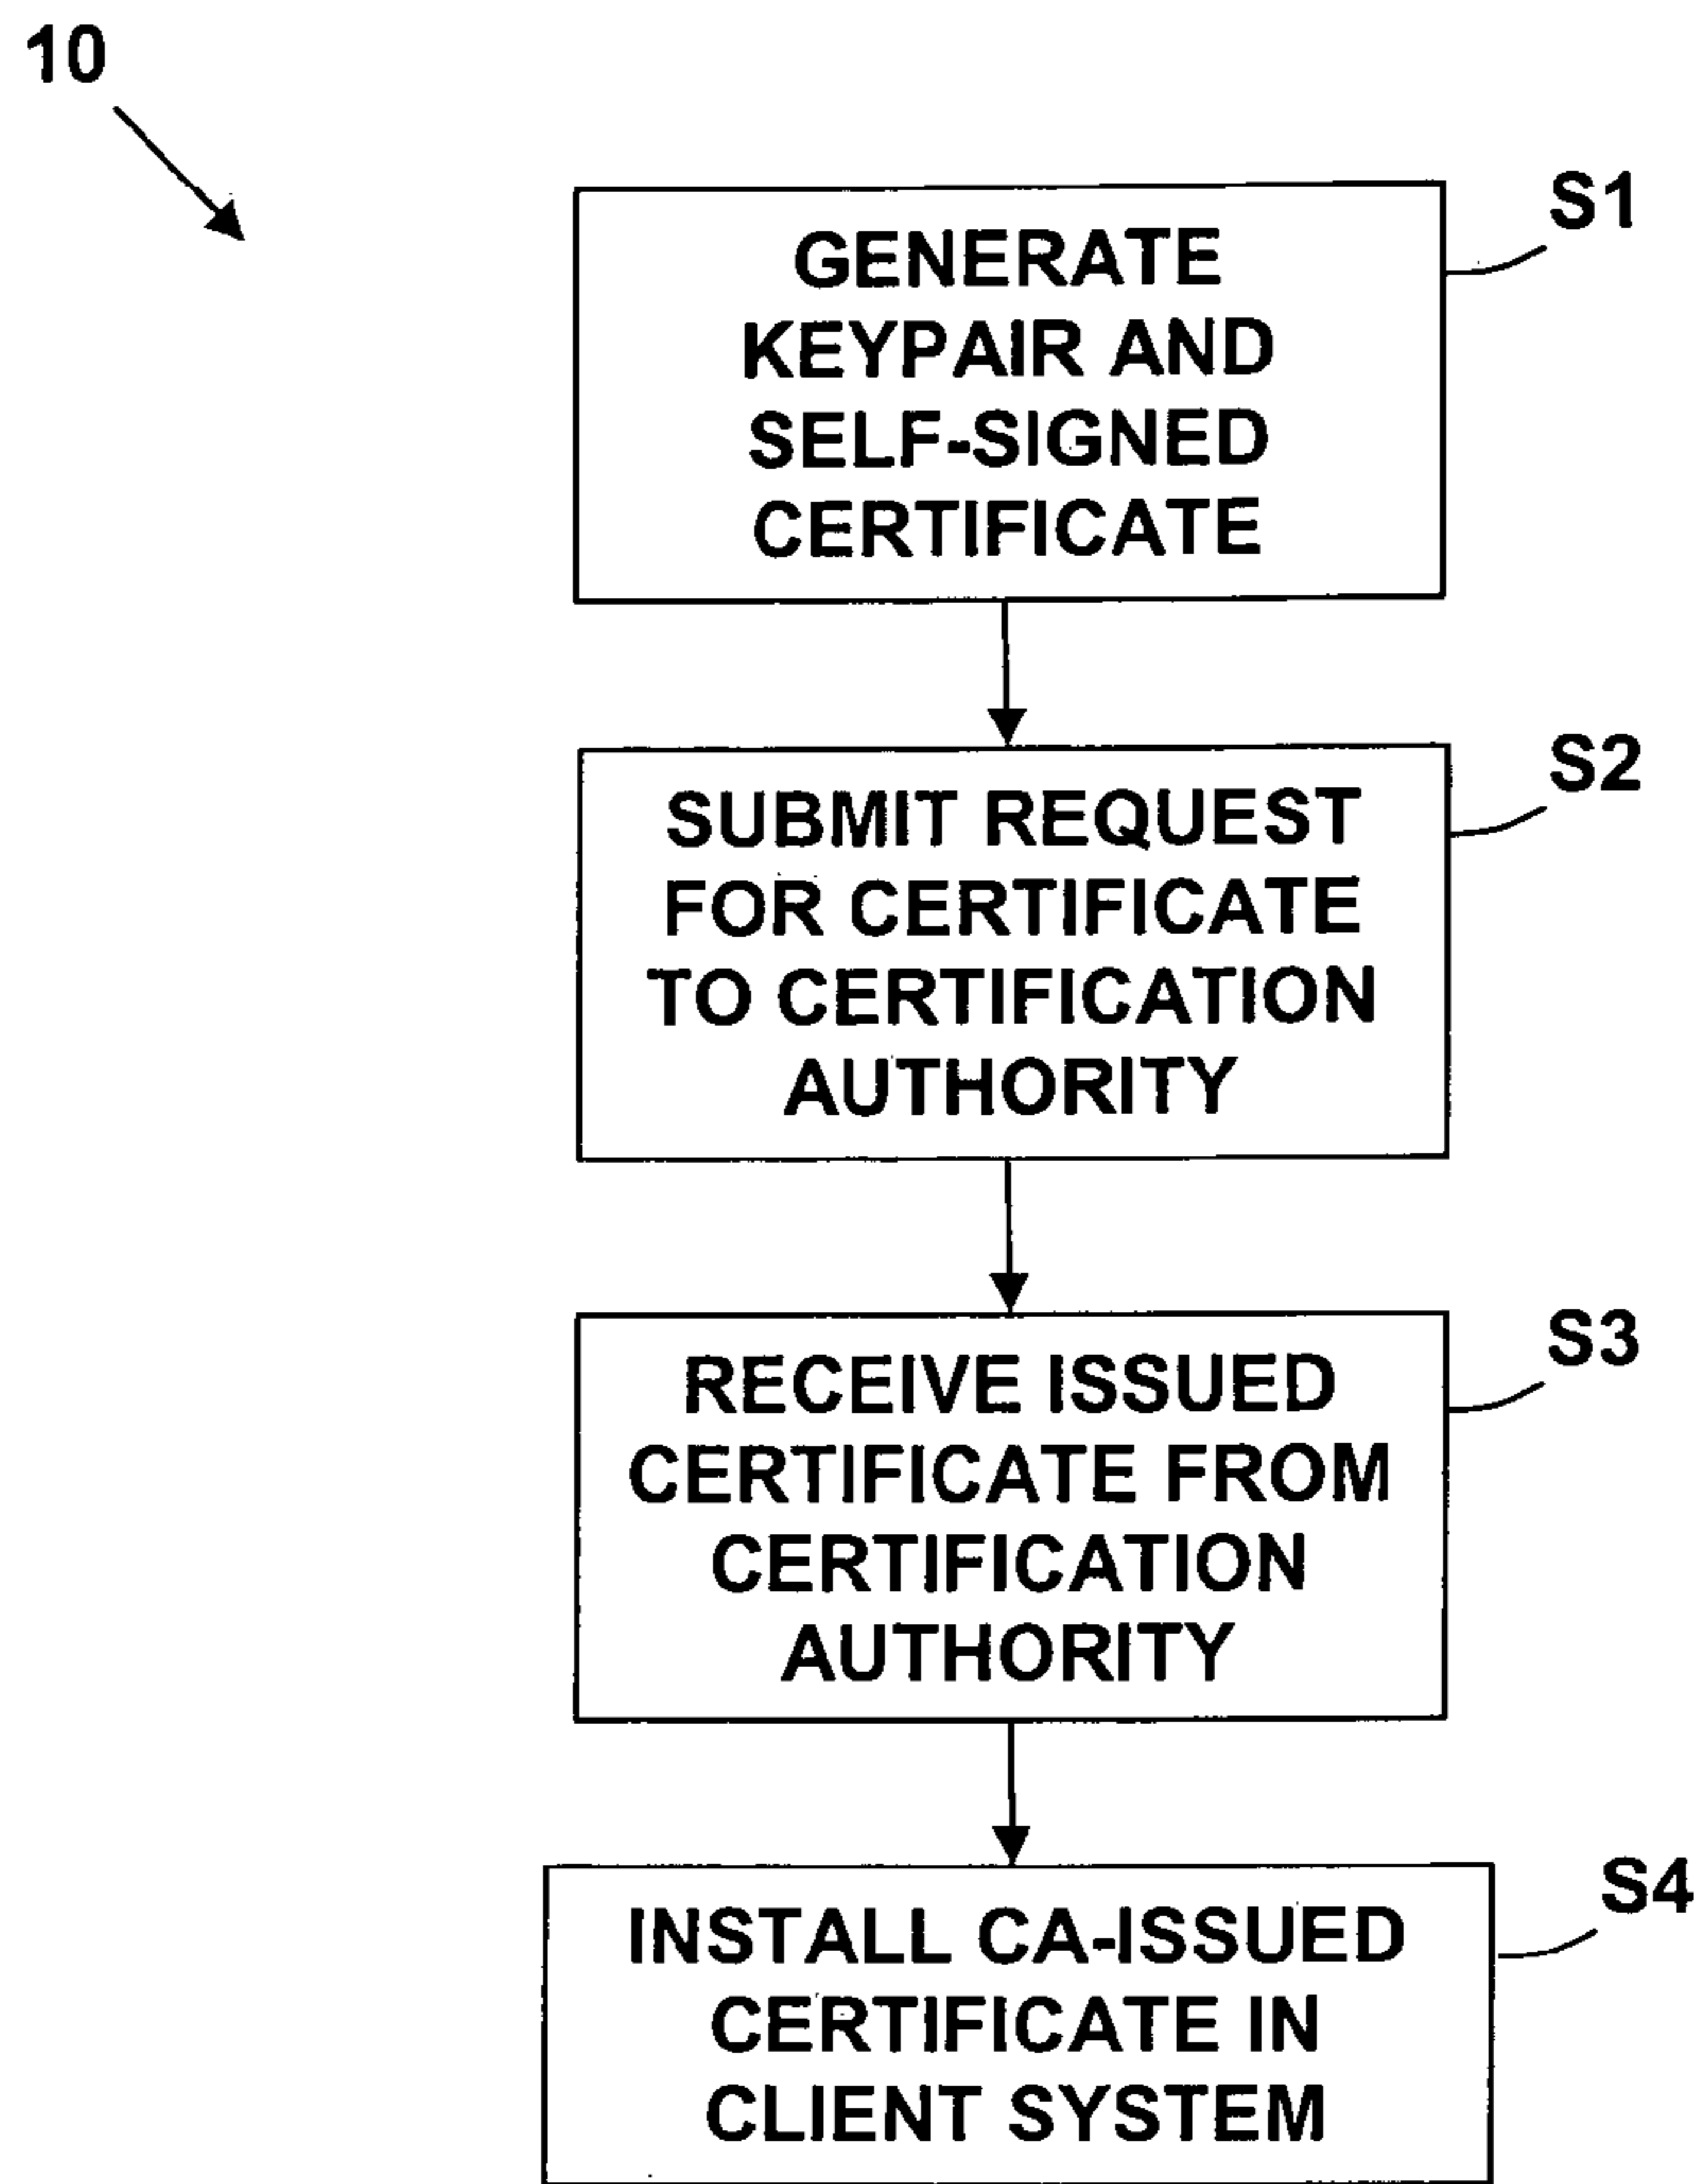 10
S1
GENERATE
KEYPAIR AND
SELF-SIGNED
CERTIFICATE
S2
SUBMIT REQUEST
FOR CERTIFICATE
TO CERTIFICATION
AUTHORITY
S3
RECEIVE ISSUED
CERTIFICATE FROM
CERTIFICATION
AUTHORITY
S4
INSTALL CA-ISSUED
CERTIFICATE IN
CLIENT SYSTEM